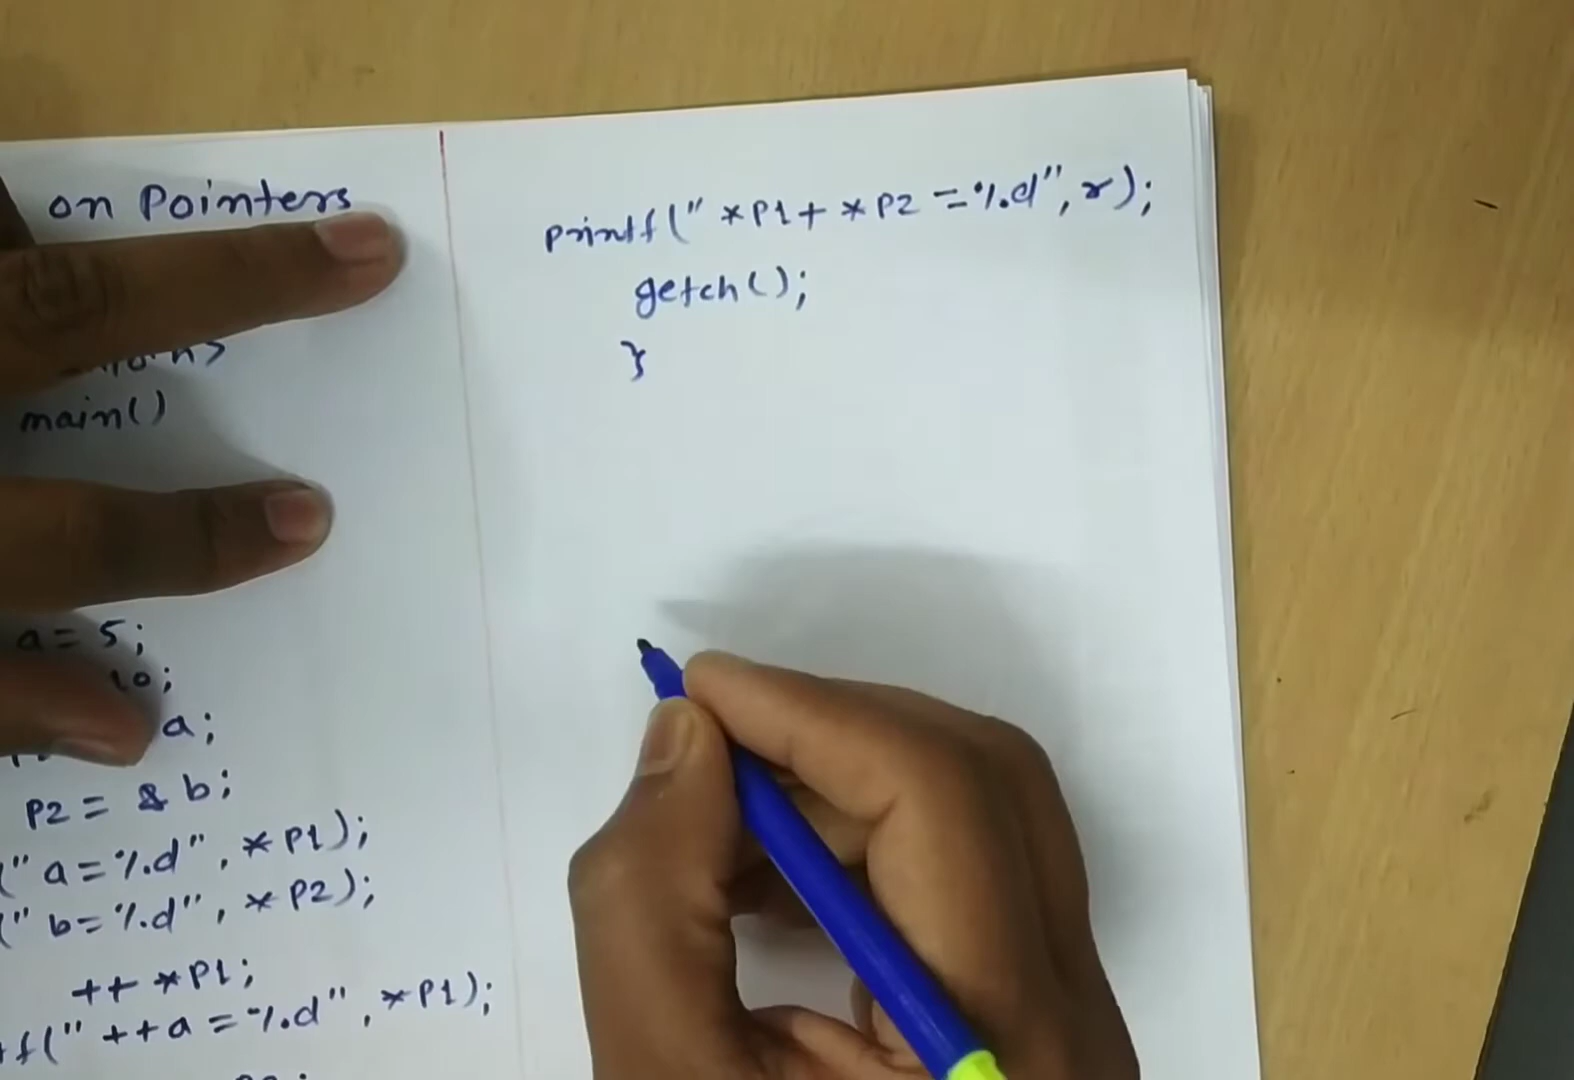 on Pointers
main()
a= 5;
10;
a;
P2 = & b;
(" a=%d", *P1);
(" b=%d", *P2);
++ *P1;
f(" ++a =%d", *P1);
printf(" *P1+ *P2 =%d", r);
getch();
}